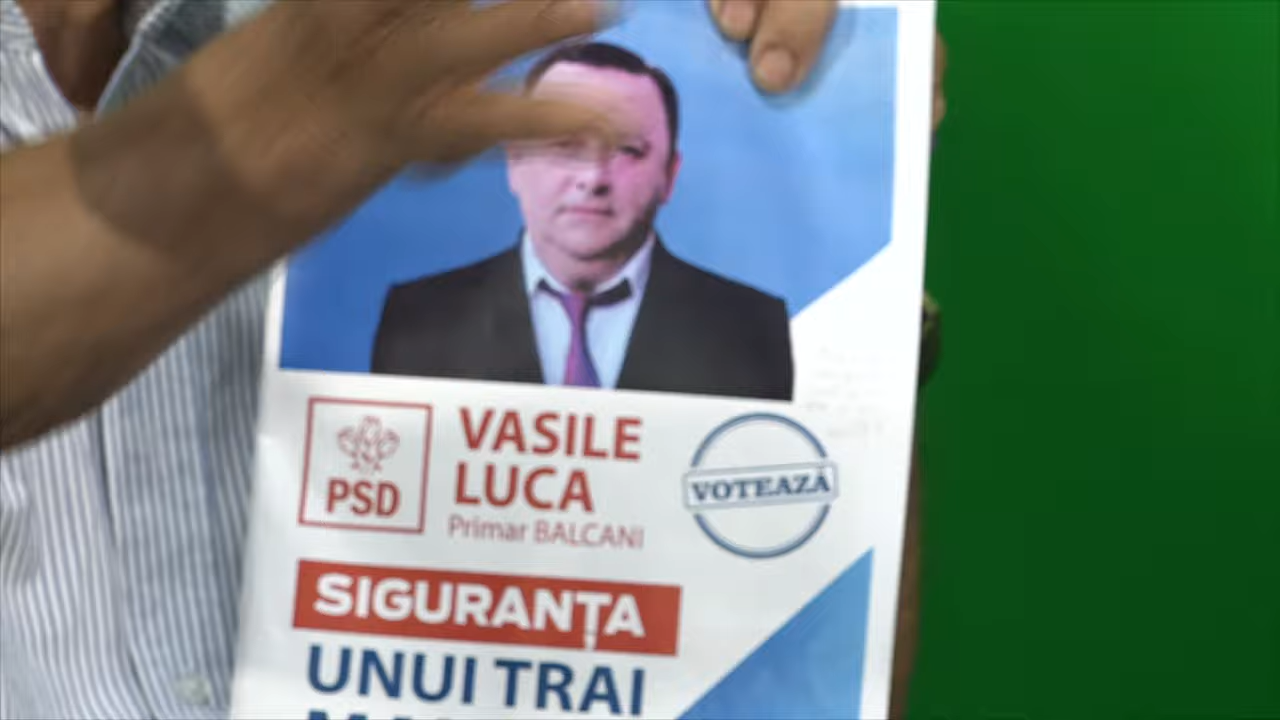 PSD
VASILE
LUCA
Primar BALCANI
VOTEAZĂ
SIGURANȚA
UNUI TRAI